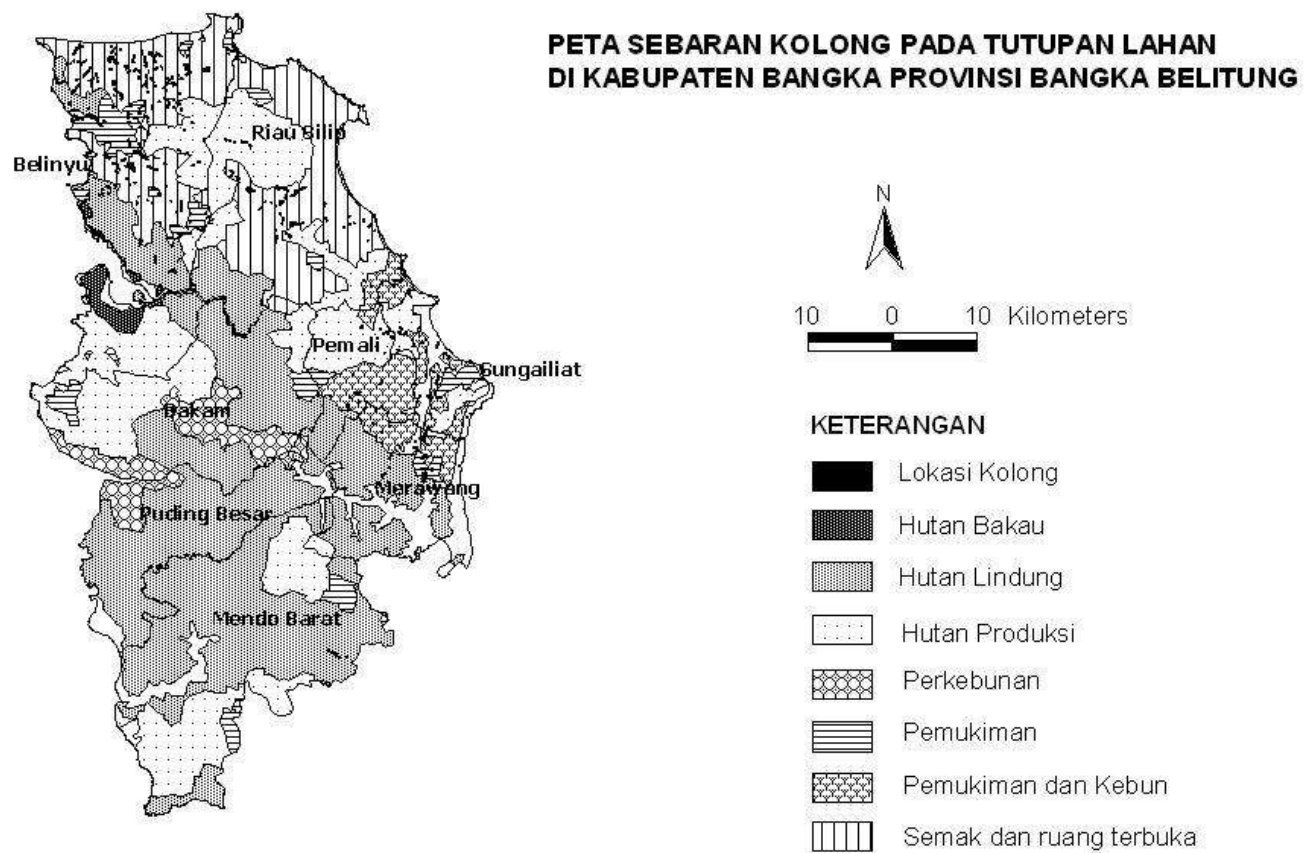 PETA SEBARAN KOLONG PADA TUTUPAN LAHAN
DI KABUPATEN BANGKA PROVINSI BANGKA BELITUNG
Riau Silip
Belinyu
N
10 0 10 Kilometers
Pemali
Sungailiat
Bakam
KETERANGAN
Lokasi Kolong
Merawang
Puding Besar
Hutan Bakau
Hutan Lindung
Mendo Barat
Hutan Produksi
Perkebunan
Pemukiman
Pemukiman dan Kebun
Semak dan ruang terbuka